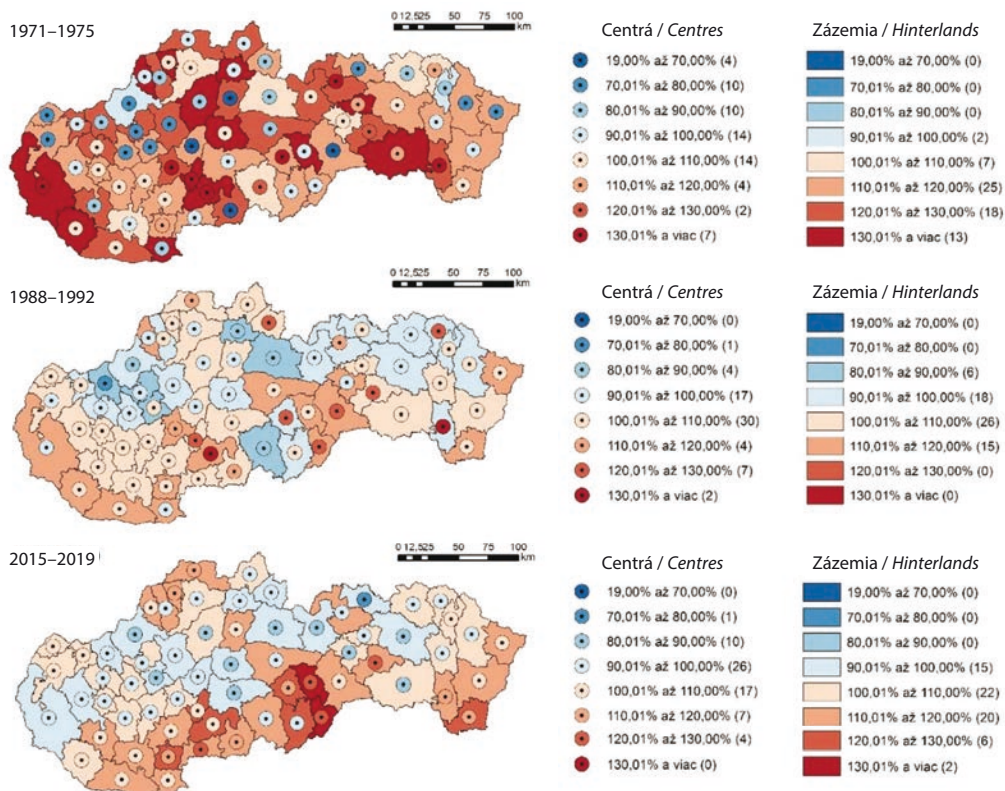 1971–1975
0 12,525 50 75 100
km
Centrá / Centres
19,00% až 70,00% (4)
70,01% až 80,00% (10)
80,01% až 90,00% (10)
90,01% až 100,00% (14)
100,01% až 110,00% (14)
110,01% až 120,00% (4)
120,01% až 130,00% (2)
130,01% a viac (7)
Zázemia / Hinterlands
19,00% až 70,00% (0)
70,01% až 80,00% (0)
80,01% až 90,00% (0)
90,01% až 100,00% (2)
100,01% až 110,00% (7)
110,01% až 120,00% (25)
120,01% až 130,00% (18)
130,01% a viac (13)
1988–1992
0 12,525 50 75 100
km
Centrá / Centres
19,00% až 70,00% (0)
70,01% až 80,00% (1)
80,01% až 90,00% (4)
90,01% až 100,00% (17)
100,01% až 110,00% (30)
110,01% až 120,00% (4)
120,01% až 130,00% (7)
130,01% a viac (2)
Zázemia / Hinterlands
19,00% až 70,00% (0)
70,01% až 80,00% (0)
80,01% až 90,00% (6)
90,01% až 100,00% (18)
100,01% až 110,00% (26)
110,01% až 120,00% (15)
120,01% až 130,00% (0)
130,01% a viac (0)
2015–2019
0 12,525 50 75 100
km
Centrá / Centres
19,00% až 70,00% (0)
70,01% až 80,00% (1)
80,01% až 90,00% (10)
90,01% až 100,00% (26)
100,01% až 110,00% (17)
110,01% až 120,00% (7)
120,01% až 130,00% (4)
130,01% a viac (0)
Zázemia / Hinterlands
19,00% až 70,00% (0)
70,01% až 80,00% (0)
80,01% až 90,00% (0)
90,01% až 100,00% (15)
100,01% až 110,00% (22)
110,01% až 120,00% (20)
120,01% až 130,00% (6)
130,01% a viac (2)